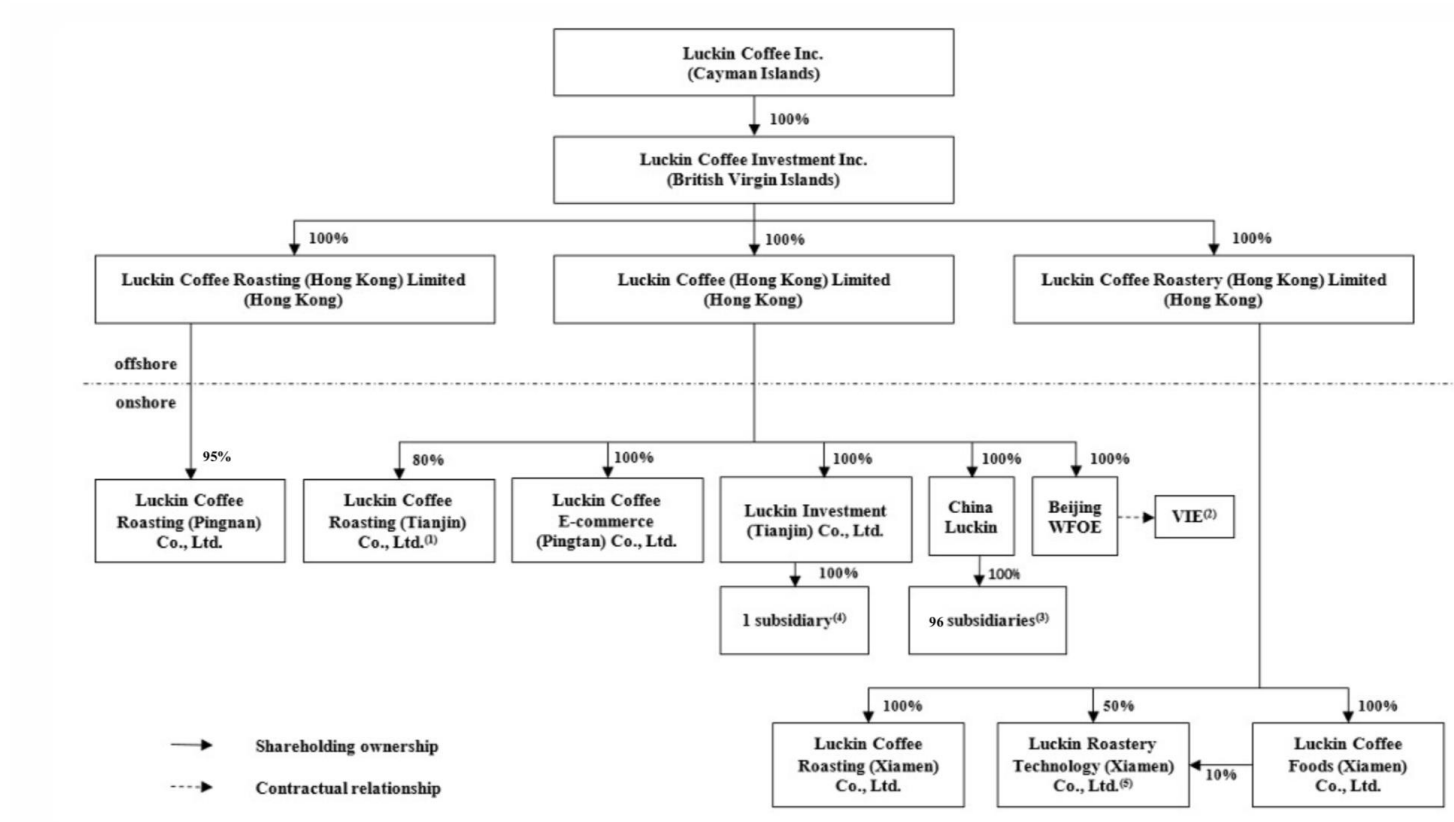 Luckin Coffee Inc.
(Cayman Islands)
100%
Luckin Coffee Investment Inc.
(British Virgin Islands)
100%
100%
100%
Luckin Coffee Roasting (Hong Kong) Limited
(Hong Kong)
Luckin Coffee (Hong Kong) Limited
(Hong Kong)
Luckin Coffee Roastery (Hong Kong) Limited
(Hong Kong)
offshore
onshore
95%
80%
100%
100%
100%
100%
Luckin Coffee
Roasting (Pingnan)
Co., Ltd.
Luckin Coffee
Roasting (Tianjin)
Co., Ltd.(1)
Luckin Coffee
E-commerce
(Pingtan) Co., Ltd.
Luckin Investment
(Tianjin) Co., Ltd.
China
Luckin
Beijing
WFOE
VIE(2)
100%
100%
1 subsidiary(4)
96 subsidiaries(3)
100%
50%
100%
Luckin Coffee
Roasting (Xiamen)
Co., Ltd.
Luckin Roastery
Technology (Xiamen)
Co., Ltd.(5)
10%
Luckin Coffee
Foods (Xiamen)
Co., Ltd.
Shareholding ownership
Contractual relationship